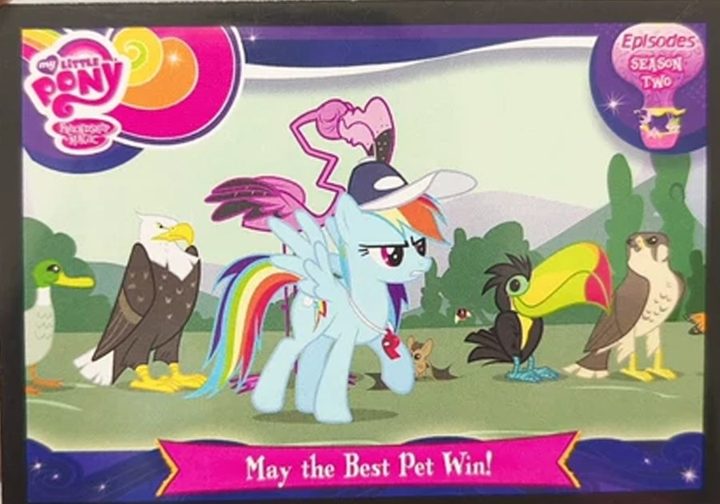 my LITTLE
PONY
FRIENDSHIP
IS MAGIC
Episodes
SEASON
TWO
May the Best Pet Win!